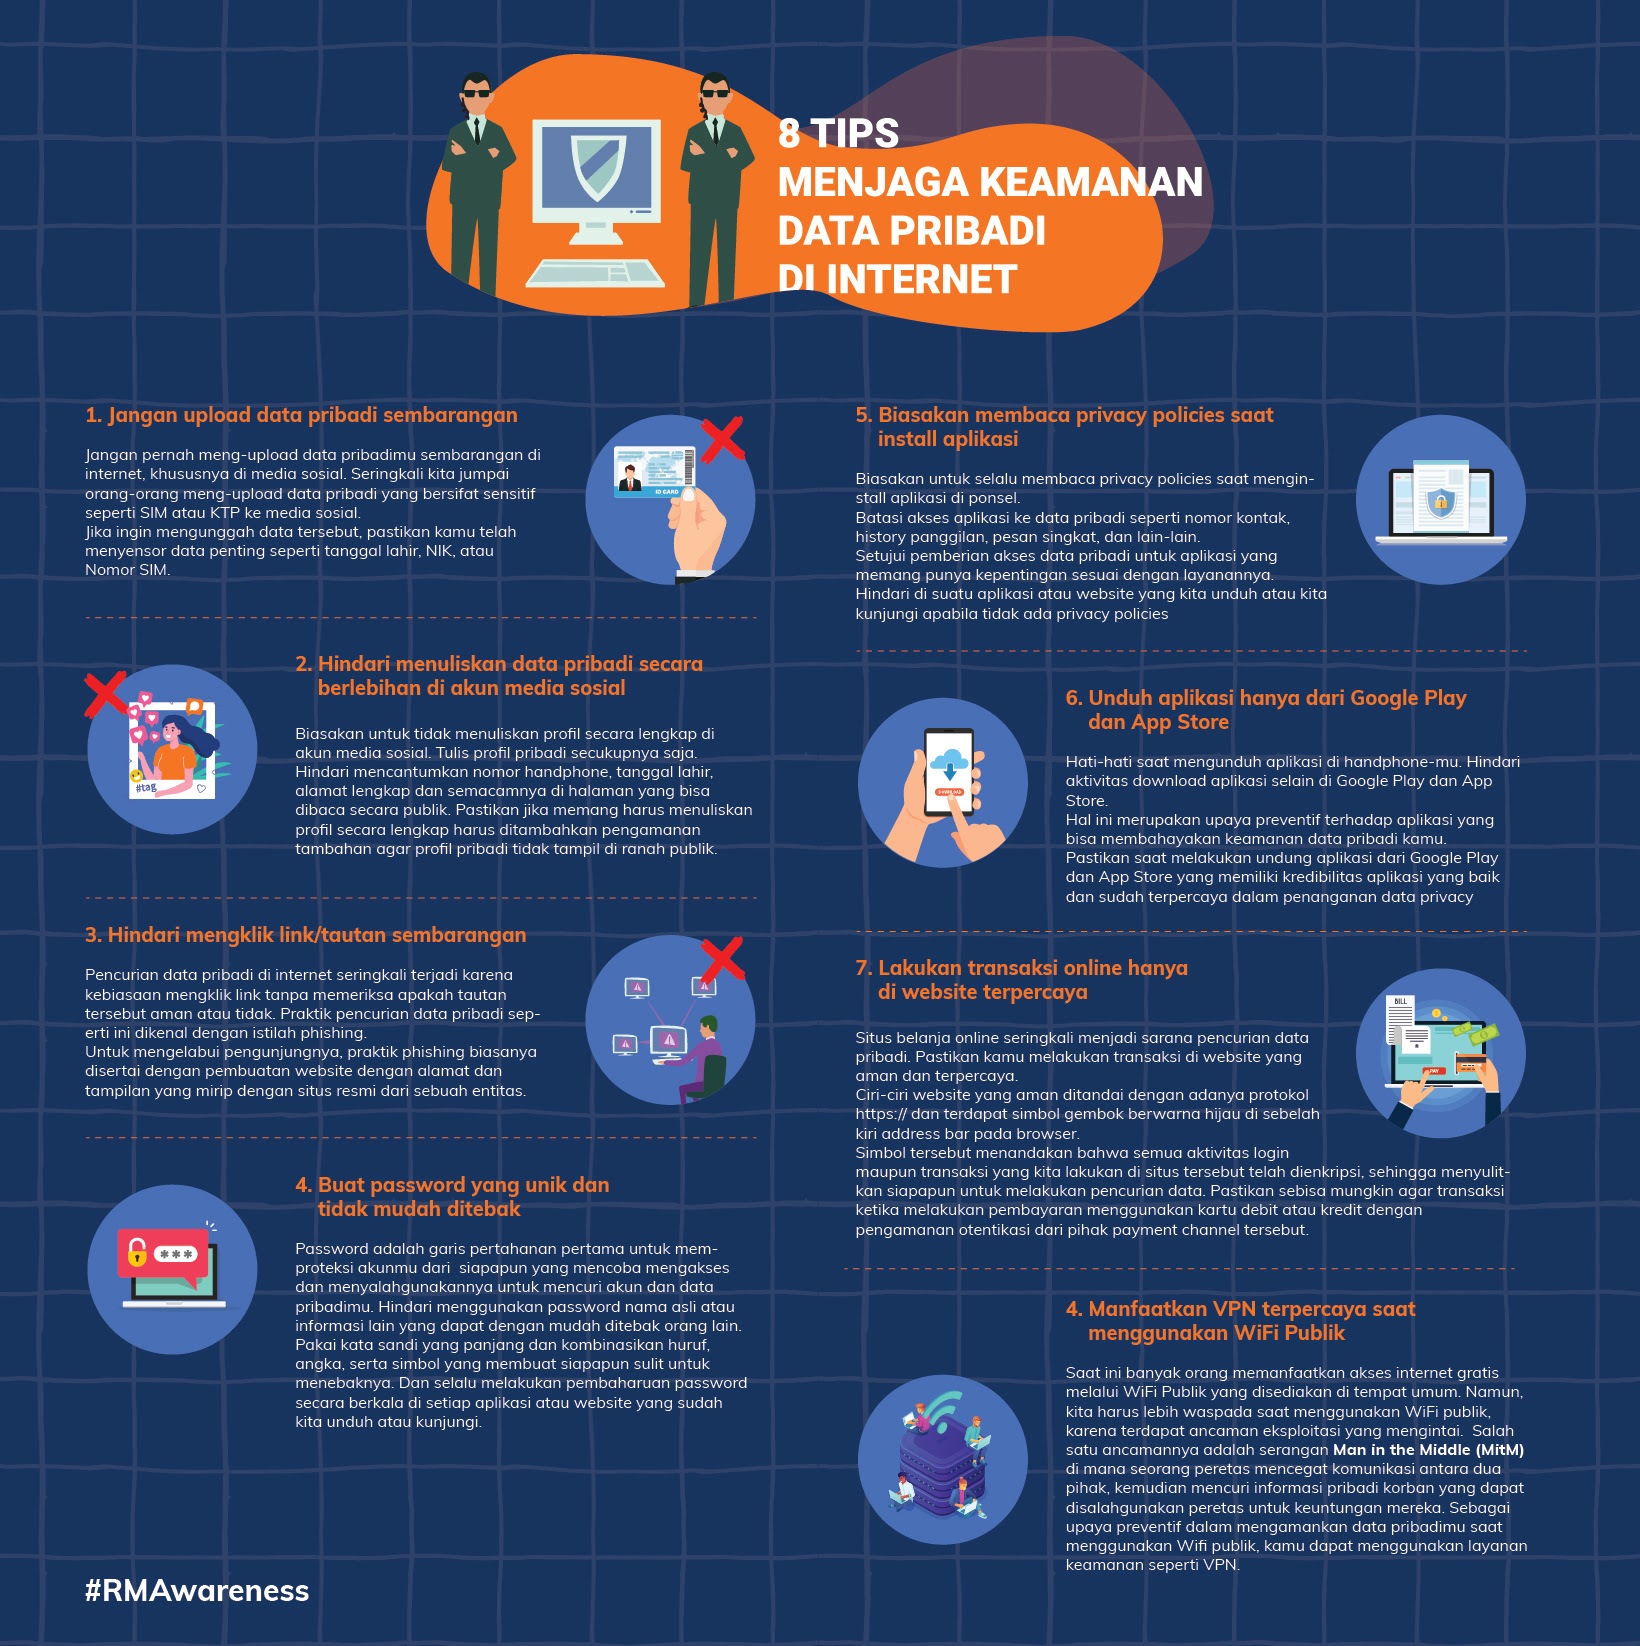 8 TIPS
MENJAGA KEAMANAN
DATA PRIBADI
DI INTERNET
1. Jangan upload data pribadi sembarangan
Jangan pernah meng-upload data pribadimu sembarangan di
internet, khususnya di media sosial. Seringkali kita jumpai
orang-orang meng-upload data pribadi yang bersifat sensitif
seperti SIM atau KTP ke media sosial.
Jika ingin mengunggah data tersebut, pastikan kamu telah
menyensor data penting seperti tanggal lahir, NIK, atau
Nomor SIM.
ID CARD
2. Hindari menuliskan data pribadi secara
berlebihan di akun media sosial
Biasakan untuk tidak menuliskan profil secara lengkap di
akun media sosial. Tulis profil pribadi secukupnya saja.
Hindari mencantumkan nomor handphone, tanggal lahir,
alamat lengkap dan semacamnya di halaman yang bisa
dibaca secara publik. Pastikan jika memang harus menuliskan
profil secara lengkap harus ditambahkan pengamanan
tambahan agar profil pribadi tidak tampil di ranah publik.
#tag
3. Hindari mengklik link/tautan sembarangan
Pencurian data pribadi di internet seringkali terjadi karena
kebiasaan mengklik link tanpa memeriksa apakah tautan
tersebut aman atau tidak. Praktik pencurian data pribadi sep-
erti ini dikenal dengan istilah phishing.
Untuk mengelabui pengunjungnya, praktik phishing biasanya
disertai dengan pembuatan website dengan alamat dan
tampilan yang mirip dengan situs resmi dari sebuah entitas.
4. Buat password yang unik dan
tidak mudah ditebak
Password adalah garis pertahanan pertama untuk mem-
proteksi akunmu dari  siapapun yang mencoba mengakses
dan menyalahgunakannya untuk mencuri akun dan data
pribadimu. Hindari menggunakan password nama asli atau
informasi lain yang dapat dengan mudah ditebak orang lain.
Pakai kata sandi yang panjang dan kombinasikan huruf,
angka, serta simbol yang membuat siapapun sulit untuk
menebaknya. Dan selalu melakukan pembaharuan password
secara berkala di setiap aplikasi atau website yang sudah
kita unduh atau kunjungi.
***
5. Biasakan membaca privacy policies saat
install aplikasi
Biasakan untuk selalu membaca privacy policies saat mengin-
stall aplikasi di ponsel.
Batasi akses aplikasi ke data pribadi seperti nomor kontak,
history panggilan, pesan singkat, dan lain-lain.
Setujui pemberian akses data pribadi untuk aplikasi yang
memang punya kepentingan sesuai dengan layanannya.
Hindari di suatu aplikasi atau website yang kita unduh atau kita
kunjungi apabila tidak ada privacy policies
6. Unduh aplikasi hanya dari Google Play
dan App Store
Hati-hati saat mengunduh aplikasi di handphone-mu. Hindari
aktivitas download aplikasi selain di Google Play dan App
Store.
Hal ini merupakan upaya preventif terhadap aplikasi yang
bisa membahayakan keamanan data pribadi kamu.
Pastikan saat melakukan undung aplikasi dari Google Play
dan App Store yang memiliki kredibilitas aplikasi yang baik
dan sudah terpercaya dalam penanganan data privacy
DOWNLOAD
7. Lakukan transaksi online hanya
di website terpercaya
Situs belanja online seringkali menjadi sarana pencurian data
pribadi. Pastikan kamu melakukan transaksi di website yang
aman dan terpercaya.
Ciri-ciri website yang aman ditandai dengan adanya protokol
https:// dan terdapat simbol gembok berwarna hijau di sebelah
kiri address bar pada browser.
Simbol tersebut menandakan bahwa semua aktivitas login
maupun transaksi yang kita lakukan di situs tersebut telah dienkripsi, sehingga menyulit-
kan siapapun untuk melakukan pencurian data. Pastikan sebisa mungkin agar transaksi
ketika melakukan pembayaran menggunakan kartu debit atau kredit dengan
pengamanan otentikasi dari pihak payment channel tersebut.
BILL
PAY
4. Manfaatkan VPN terpercaya saat
menggunakan WiFi Publik
Saat ini banyak orang memanfaatkan akses internet gratis
melalui WiFi Publik yang disediakan di tempat umum. Namun,
kita harus lebih waspada saat menggunakan WiFi publik,
karena terdapat ancaman eksploitasi yang mengintai.  Salah
satu ancamannya adalah serangan Man in the Middle (MitM)
di mana seorang peretas mencegat komunikasi antara dua
pihak, kemudian mencuri informasi pribadi korban yang dapat
disalahgunakan peretas untuk keuntungan mereka. Sebagai
upaya preventif dalam mengamankan data pribadimu saat
menggunakan Wifi publik, kamu dapat menggunakan layanan
keamanan seperti VPN.
#RMAwareness